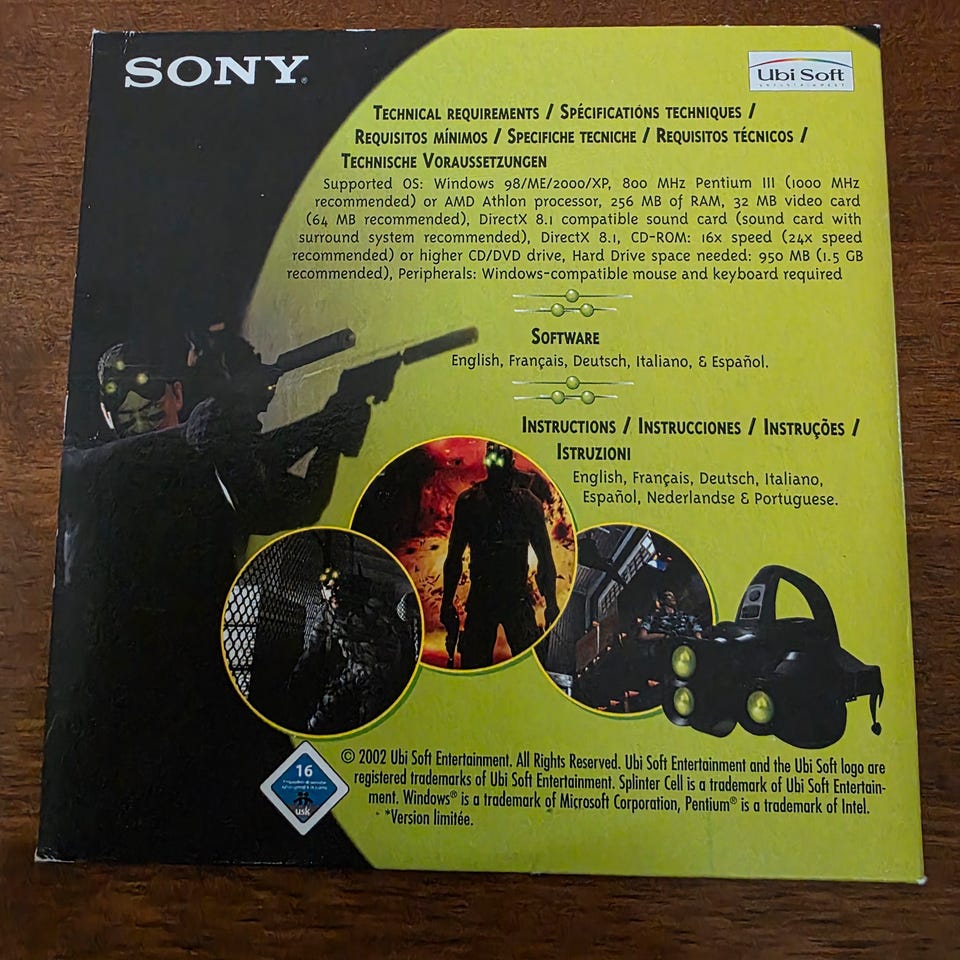 SONY®
Ubi Soft
ENTERTAINMENT
TECHNICAL REQUIREMENTS / SPÉCIFICATIONS TECHNIQUES /
REQUISITOS MÍNIMOS / SPECIFICHE TECNICHE / REQUISITOS TÉCNICOS /
TECHNISCHE VORAUSSETZUNGEN
Supported OS: Windows 98/ME/2000/XP, 800 MHz Pentium III (1000 MHz
recommended) or AMD Athlon processor, 256 MB of RAM, 32 MB video card
(64 MB recommended), DirectX 8.1 compatible sound card (sound card with
surround system recommended), DirectX 8.1, CD-ROM: 16x speed (24x speed
recommended) or higher CD/DVD drive, Hard Drive space needed: 950 MB (1.5 GB
recommended), Peripherals: Windows-compatible mouse and keyboard required
SOFTWARE
English, Français, Deutsch, Italiano, & Español.
INSTRUCTIONS / INSTRUCCIONES / INSTRUÇÕES /
ISTRUZIONI
English, Français, Deutsch, Italiano,
Español, Nederlandse & Portuguese.
16
usk
© 2002 Ubi Soft Entertainment. All Rights Reserved. Ubi Soft Entertainment and the Ubi Soft logo are
registered trademarks of Ubi Soft Entertainment. Splinter Cell is a trademark of Ubi Soft Entertain-
ment. Windows® is a trademark of Microsoft Corporation, Pentium® is a trademark of Intel.
*Version limitée.